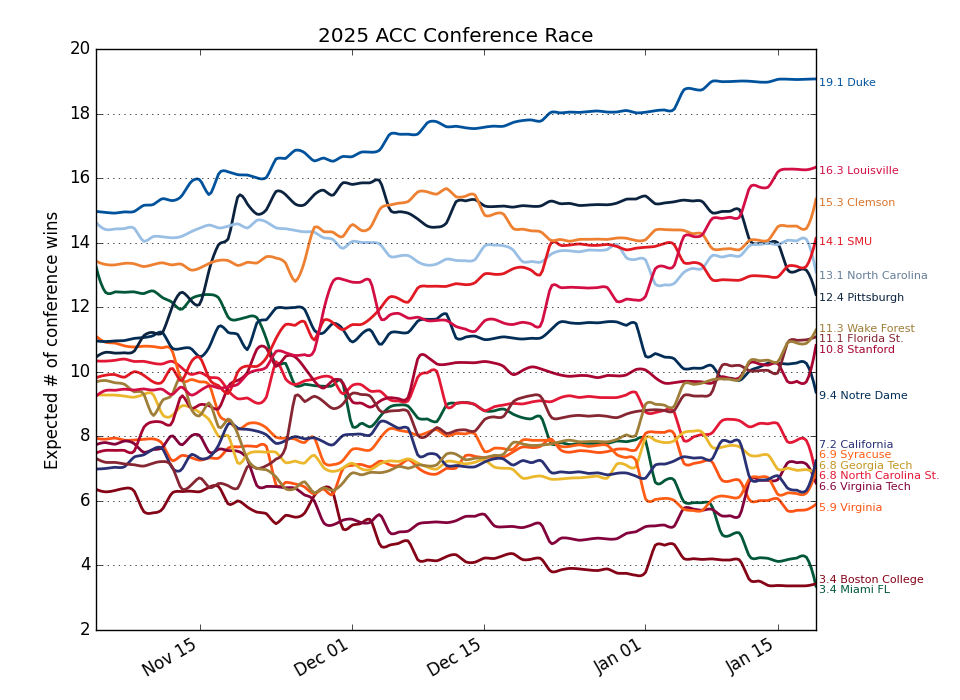 2025 ACC Conference Race
Expected # of conference wins
20
18
16
14
12
10
8
6
4
2
Nov 15
Dec 01
Dec 15
Jan 01
Jan 15
19.1 Duke
16.3 Louisville
15.3 Clemson
14.1 SMU
13.1 North Carolina
12.4 Pittsburgh
11.3 Wake Forest
11.1 Florida St.
10.8 Stanford
9.4 Notre Dame
7.2 California
6.9 Syracuse
6.8 Georgia Tech
6.8 North Carolina St.
6.6 Virginia Tech
5.9 Virginia
3.4 Boston College
3.4 Miami FL